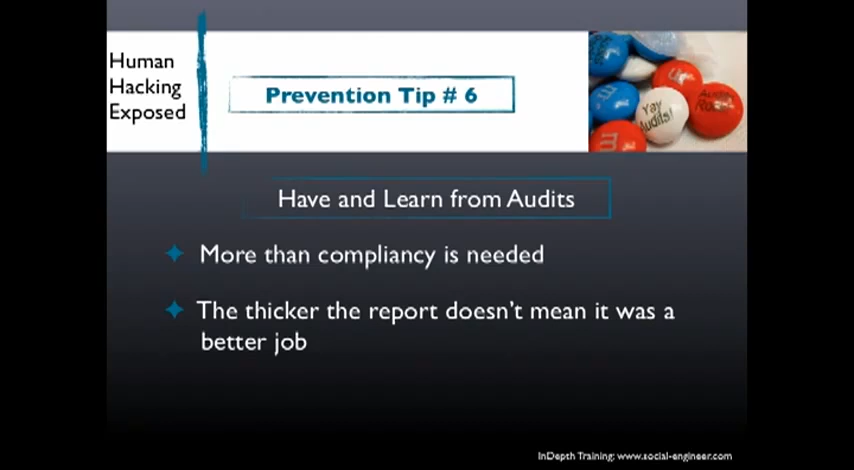 Human
Hacking
Exposed
Prevention Tip # 6
Yay
Audits!
m
m
m
Have and Learn from Audits
More than compliancy is needed
The thicker the report doesn't mean it was a
better job
InDepth Training: www.social-engineer.com